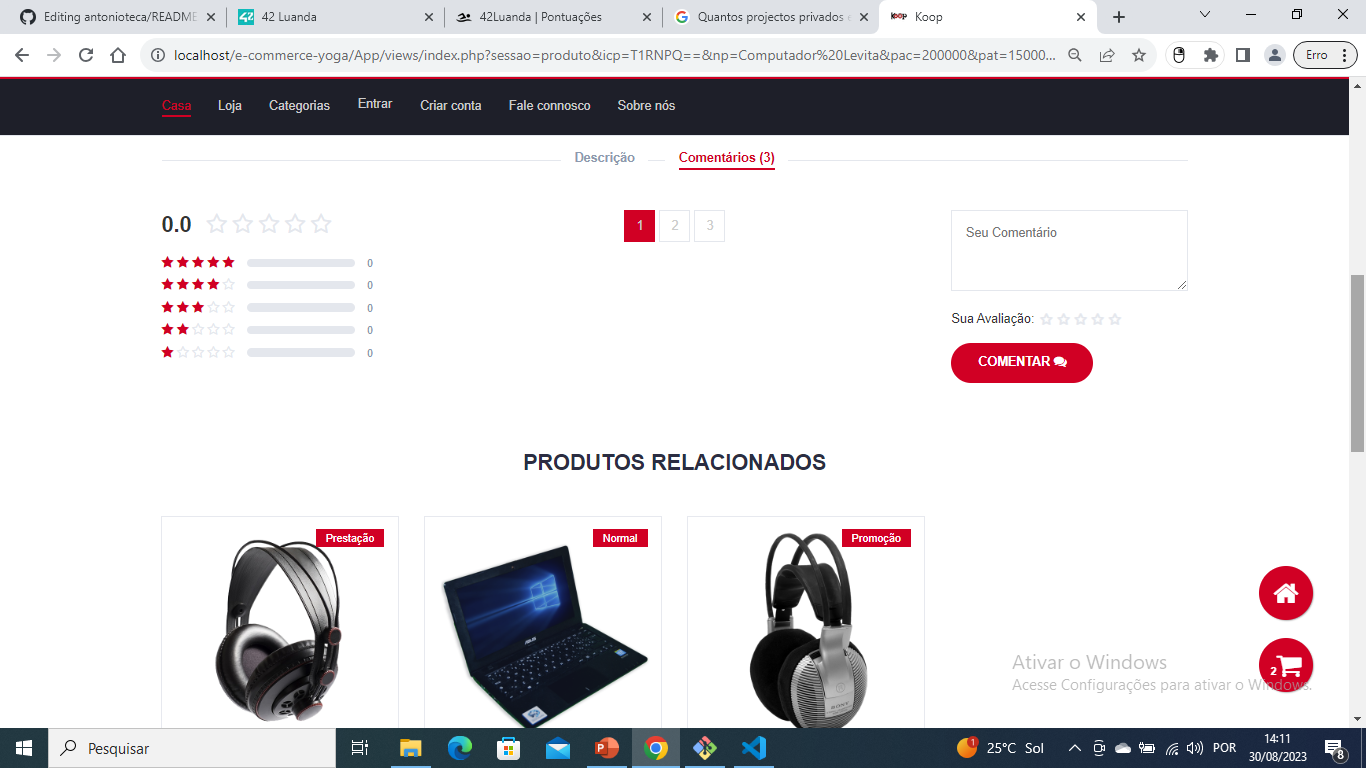 Editing antonioteca/README
42 Luanda
42Luanda | Pontuações
Quantos projectos privados e
Koop
localhost/e-commerce-yoga/App/views/index.php?sessao=produto&icp=T1RNPQ==&np=Computador%20Levita&pac=200000&pat=15000...
Erro
Casa
Loja
Categorias
Entrar
Criar conta
Fale connosco
Sobre nós
Descrição
Comentários (3)
0.0
0
0
0
0
0
1
2
3
Seu Comentário
Sua Avaliação:
COMENTAR
PRODUTOS RELACIONADOS
Prestação
Normal
Promoção
ASUS
SONY
2
Ativar o Windows
Acesse Configurações para ativar o Windows.
Pesquisar
1
25°C Sol
POR
14:11
30/08/2023
8